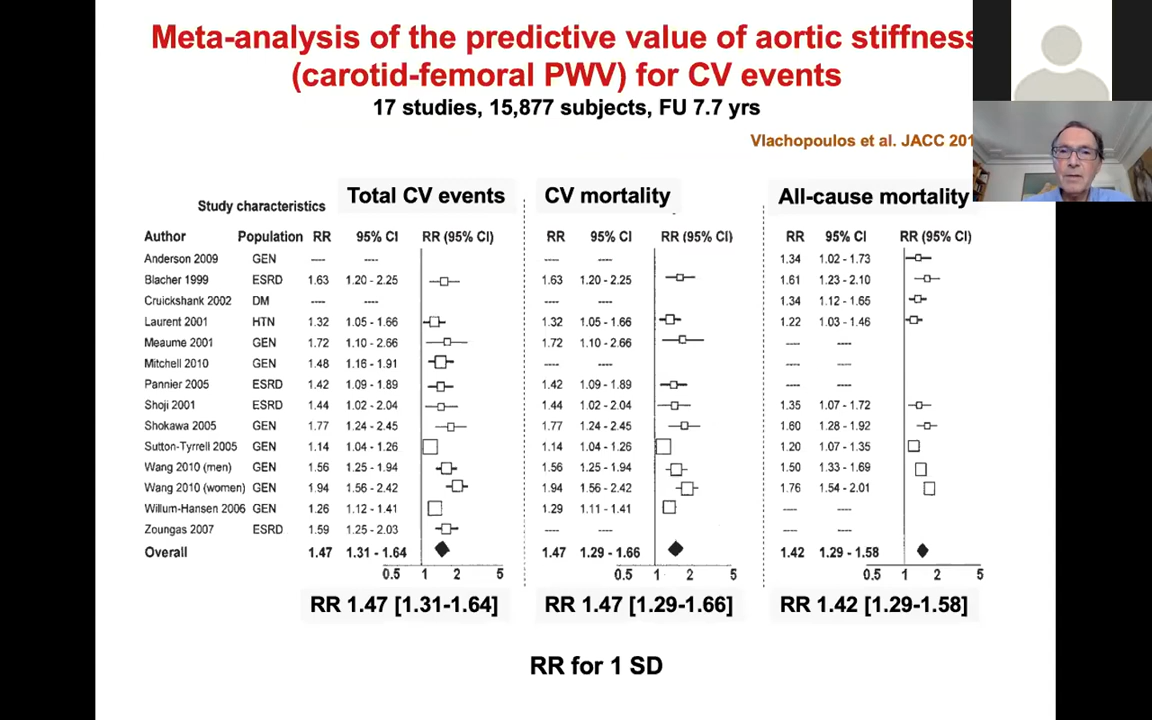 Meta-analysis of the predictive value of aortic stiffness
(carotid-femoral PWV) for CV events
17 studies, 15,877 subjects, FU 7.7 yrs
Vlachopoulos et al. JACC 201
Study characteristics Total CV events CV mortality All-cause mortality
Author Population RR 95% CI RR (95% CI) RR 95% CI RR (95% CI) RR 95% CI RR (95% CI)
Anderson 2009 GEN ---- ---- ---- ---- 1.34 1.02 - 1.73
Blacher 1999 ESRD 1.63 1.20 - 2.25 1.63 1.20 - 2.25 1.61 1.23 - 2.10
Cruickshank 2002 DM ---- ---- ---- ---- 1.34 1.12 - 1.65
Laurent 2001 HTN 1.32 1.05 - 1.66 1.32 1.05 - 1.66 1.22 1.03 - 1.46
Meaume 2001 GEN 1.72 1.10 - 2.66 1.72 1.10 - 2.66 ---- ----
Mitchell 2010 GEN 1.48 1.16 - 1.91 ---- ---- ---- ----
Pannier 2005 ESRD 1.42 1.09 - 1.89 1.42 1.09 - 1.89 ---- ----
Shoji 2001 ESRD 1.44 1.02 - 2.04 1.44 1.02 - 2.04 1.35 1.07 - 1.72
Shokawa 2005 GEN 1.77 1.24 - 2.45 1.77 1.24 - 2.45 1.60 1.28 - 1.92
Sutton-Tyrrell 2005 GEN 1.14 1.04 - 1.26 1.14 1.04 - 1.26 1.20 1.07 - 1.35
Wang 2010 (men) GEN 1.56 1.25 - 1.94 1.56 1.25 - 1.94 1.50 1.33 - 1.69
Wang 2010 (women) GEN 1.94 1.56 - 2.42 1.94 1.56 - 2.42 1.76 1.54 - 2.01
Willum-Hansen 2006 GEN 1.26 1.12 - 1.41 1.29 1.11 - 1.41 ---- ----
Zoungas 2007 ESRD 1.59 1.25 - 2.03 ---- ---- ---- ----
Overall 1.47 1.31 - 1.64 1.47 1.29 - 1.66 1.42 1.29 - 1.58
0.5 1 2 5 0.5 1 2 5 0.5 1 2 5
RR 1.47 [1.31-1.64] RR 1.47 [1.29-1.66] RR 1.42 [1.29-1.58]
RR for 1 SD